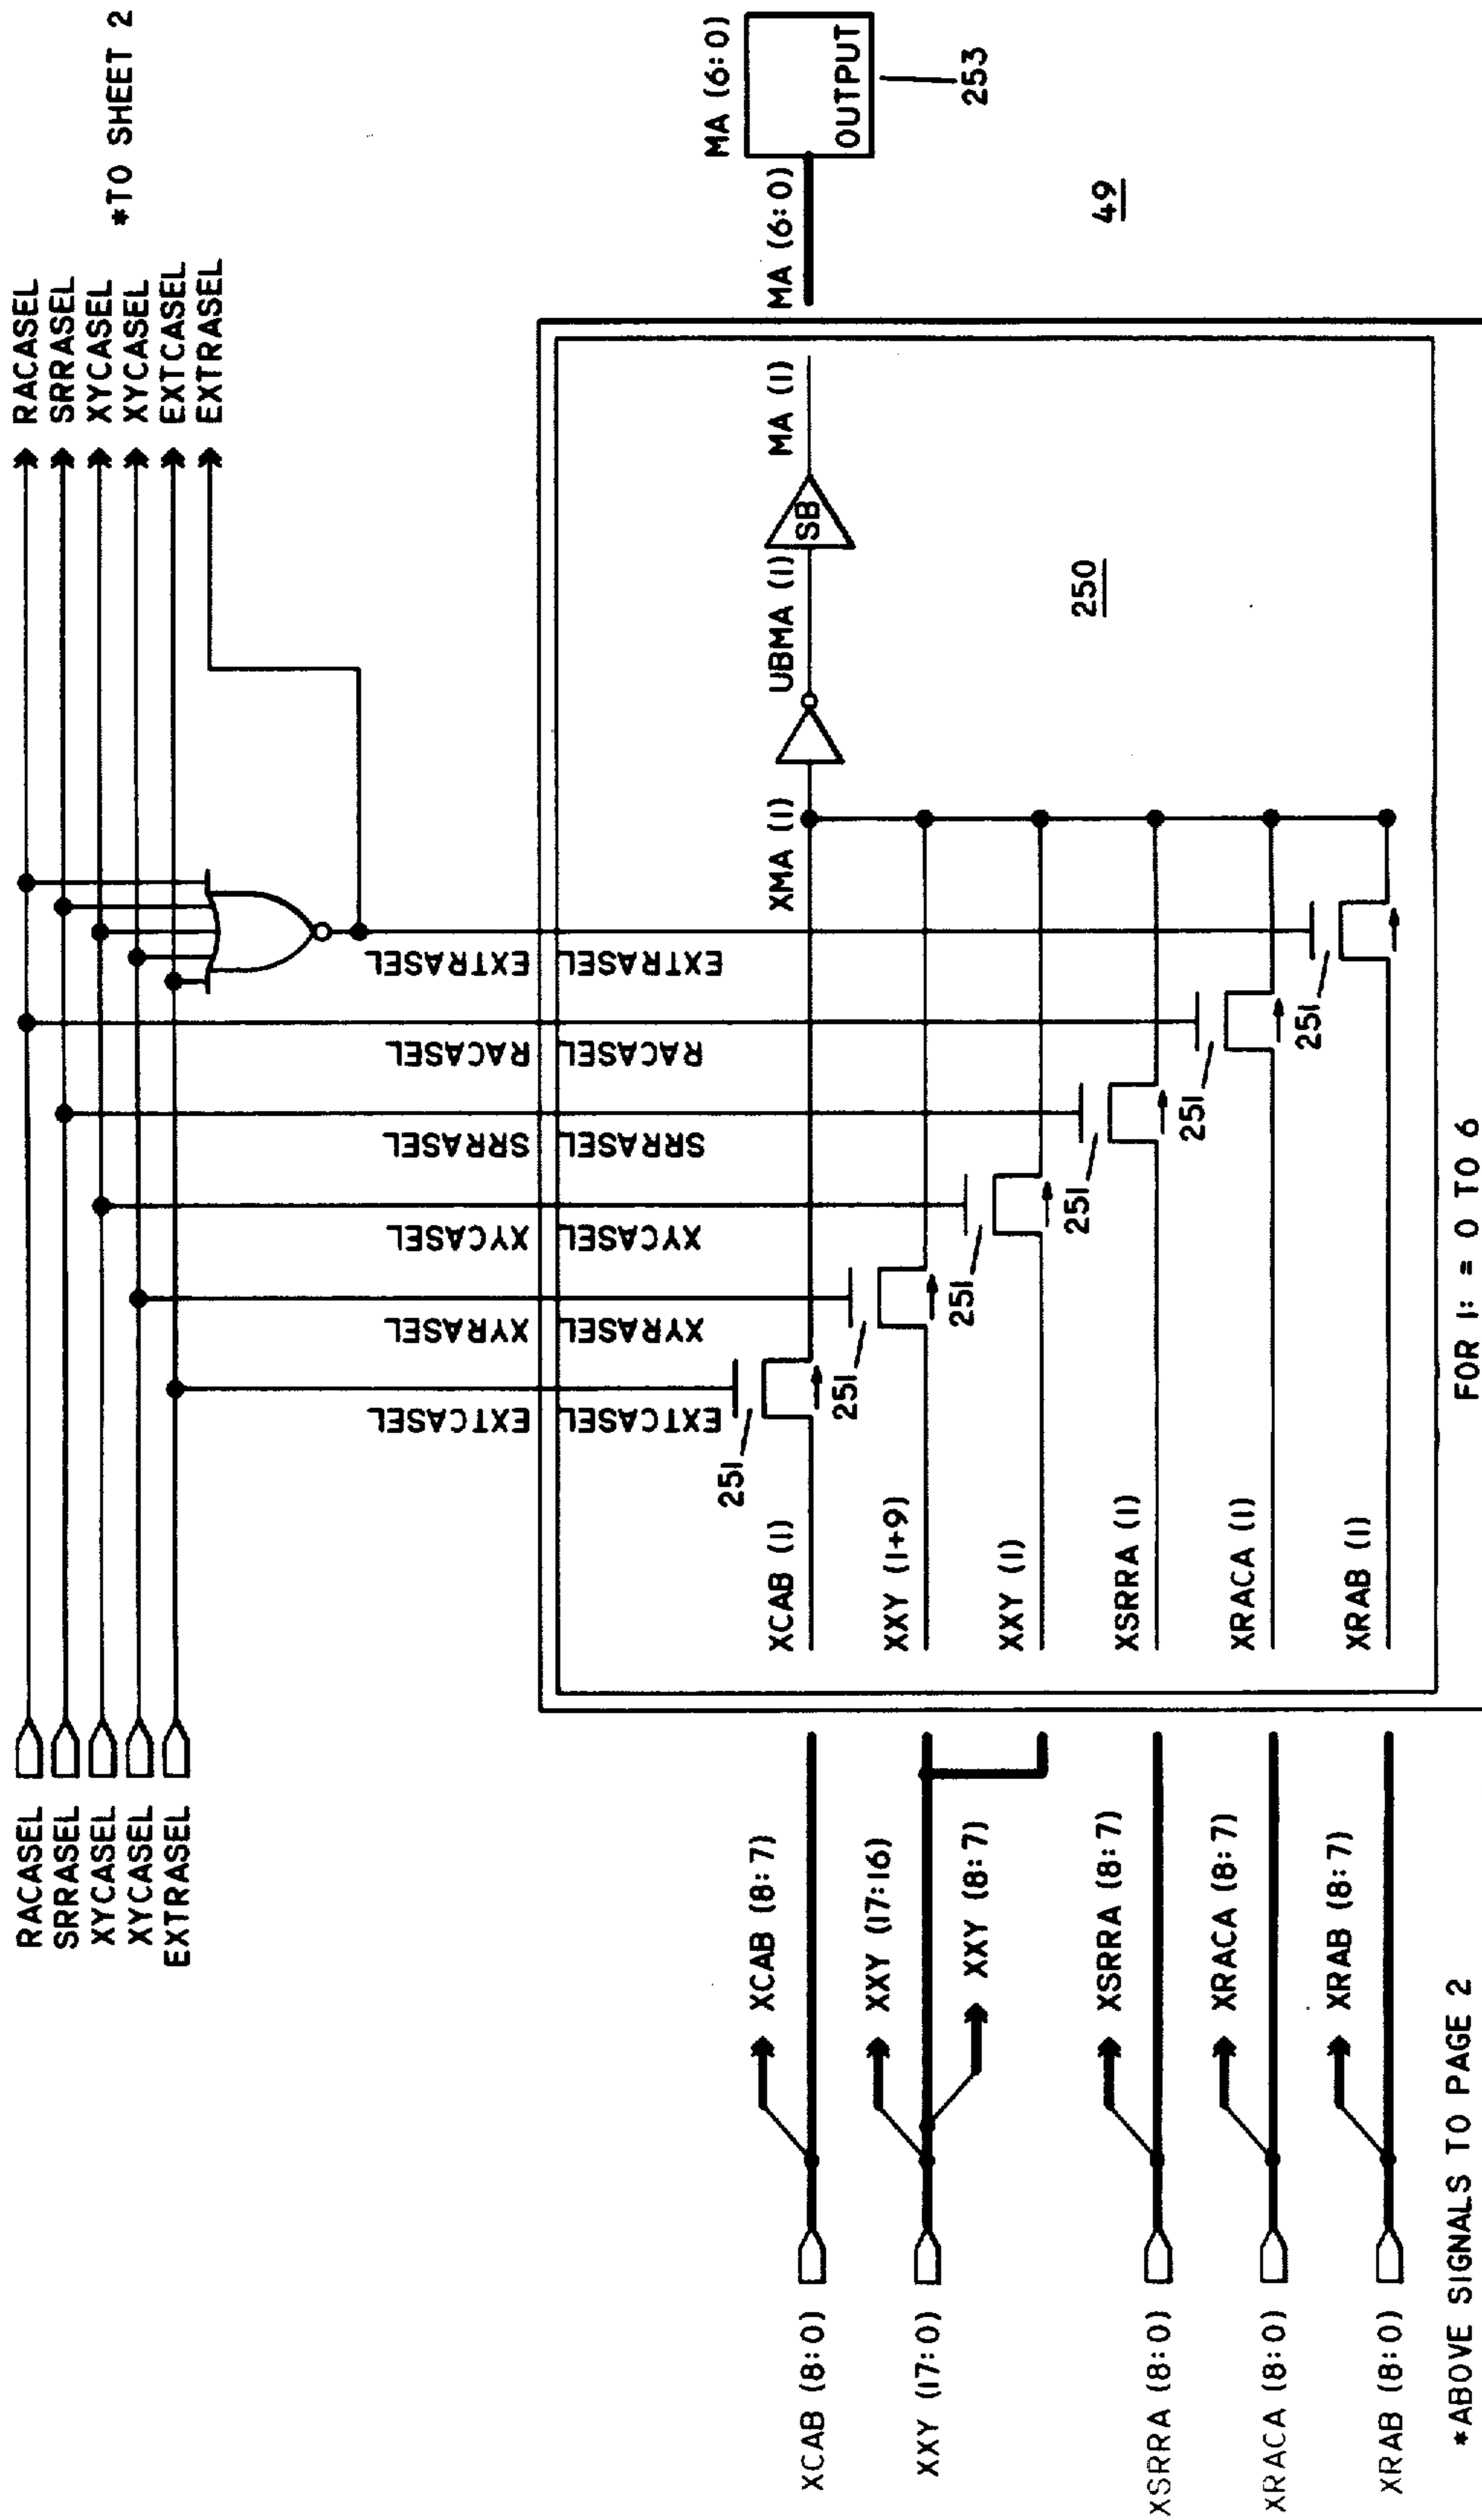 RACASEL
SRRASEL
XYCASEL
XYCASEL
EXTRASEL
RACASEL
SRRASEL
XYCASEL
XYCASEL
EXTCASEL
EXTRASEL
*TO SHEET 2
EXTCASEL
XYRASEL
XYCASEL
SRRASEL
RACASEL
EXTRASEL
EXTCASEL
XYRASEL
XYCASEL
SRRASEL
RACASEL
EXTRASEL
XCAB (8:0)
XCAB (8:7)
XXY (17:0)
XXY (17:16)
XXY (8:7)
XSRRA (8:0)
XSRRA (8:7)
XRACA (8:0)
XRACA (8:7)
XRAB (8:0)
XRAB (8:7)
*ABOVE SIGNALS TO PAGE 2
XCAB (I)
XXY (I+9)
XXY (I)
XSRRA (I)
XRACA (I)
XRAB (I)
251
251
251
251
251
251
XMA (I)
UBMA (I)
SB
MA (I)
250
FOR I: = 0 TO 6
MA (6:0)
MA (6:0)
OUTPUT
253
49